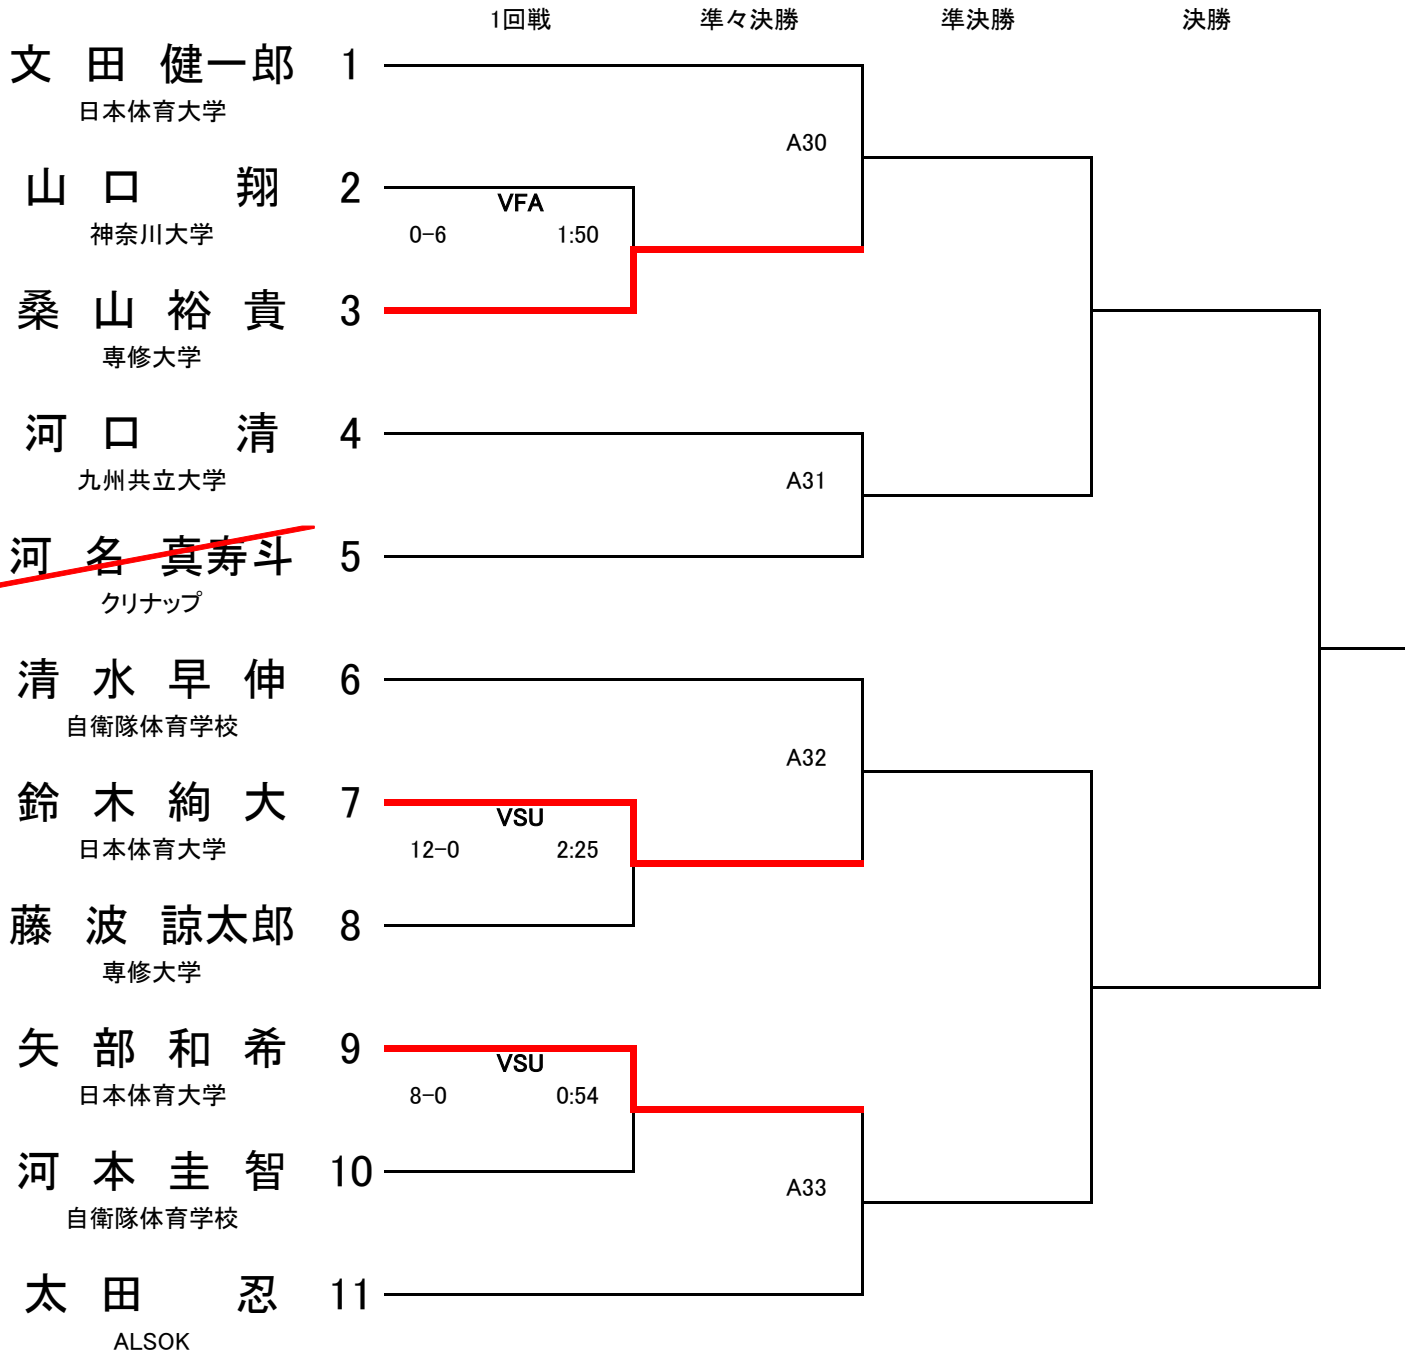 1回戦 準々決勝 準決勝 決勝
文 田 健一郎 1
日本体育大学
A30
山 口 翔 2
VFA
神奈川大学
0-6 1:50
桑 山 裕 貴 3
専修大学
河 口 清 4
九州共立大学
A31
河 名 真寿斗 5
クリナップ
清 水 早 伸 6
自衛隊体育学校
A32
鈴 木 絢 大 7
VSU
日本体育大学
12-0 2:25
藤 波 諒太郎 8
専修大学
矢 部 和 希 9
VSU
日本体育大学
8-0 0:54
河 本 圭 智 10
A33
自衛隊体育学校
太 田 忍 11
ALSOK